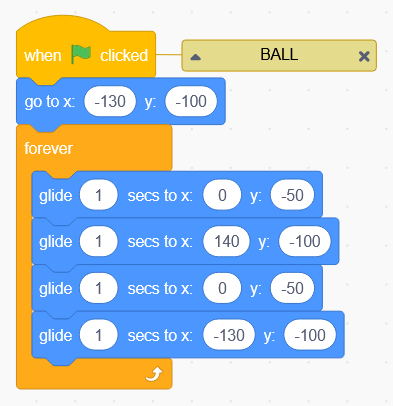 when clicked BALL
go to x: -130 y: -100
forever
glide 1 secs to x: 0 y: -50
glide 1 secs to x: 140 y: -100
glide 1 secs to x: 0 y: -50
glide 1 secs to x: -130 y: -100